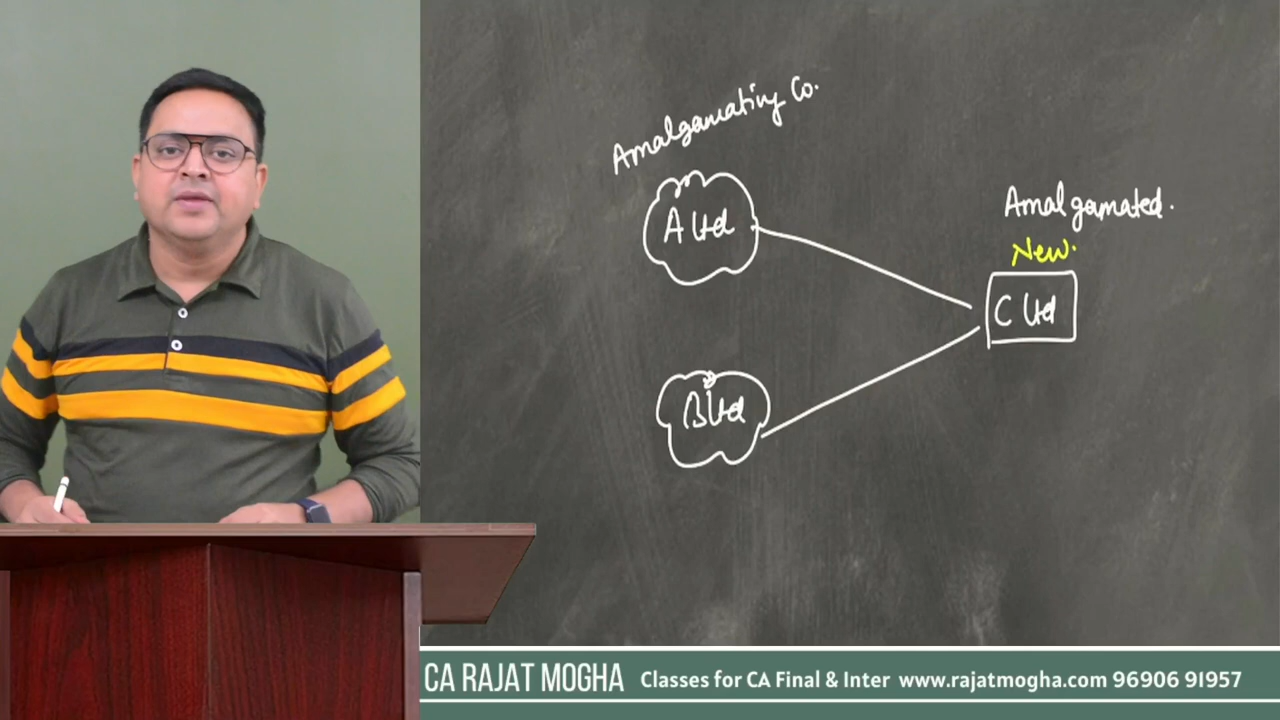 Amalgamating Co.
A Ltd
Amalgamated.
New.
C Ltd
B Ltd
CA RAJAT MOGHA Classes for CA Final & Inter www.rajatmogha.com 96906 91957